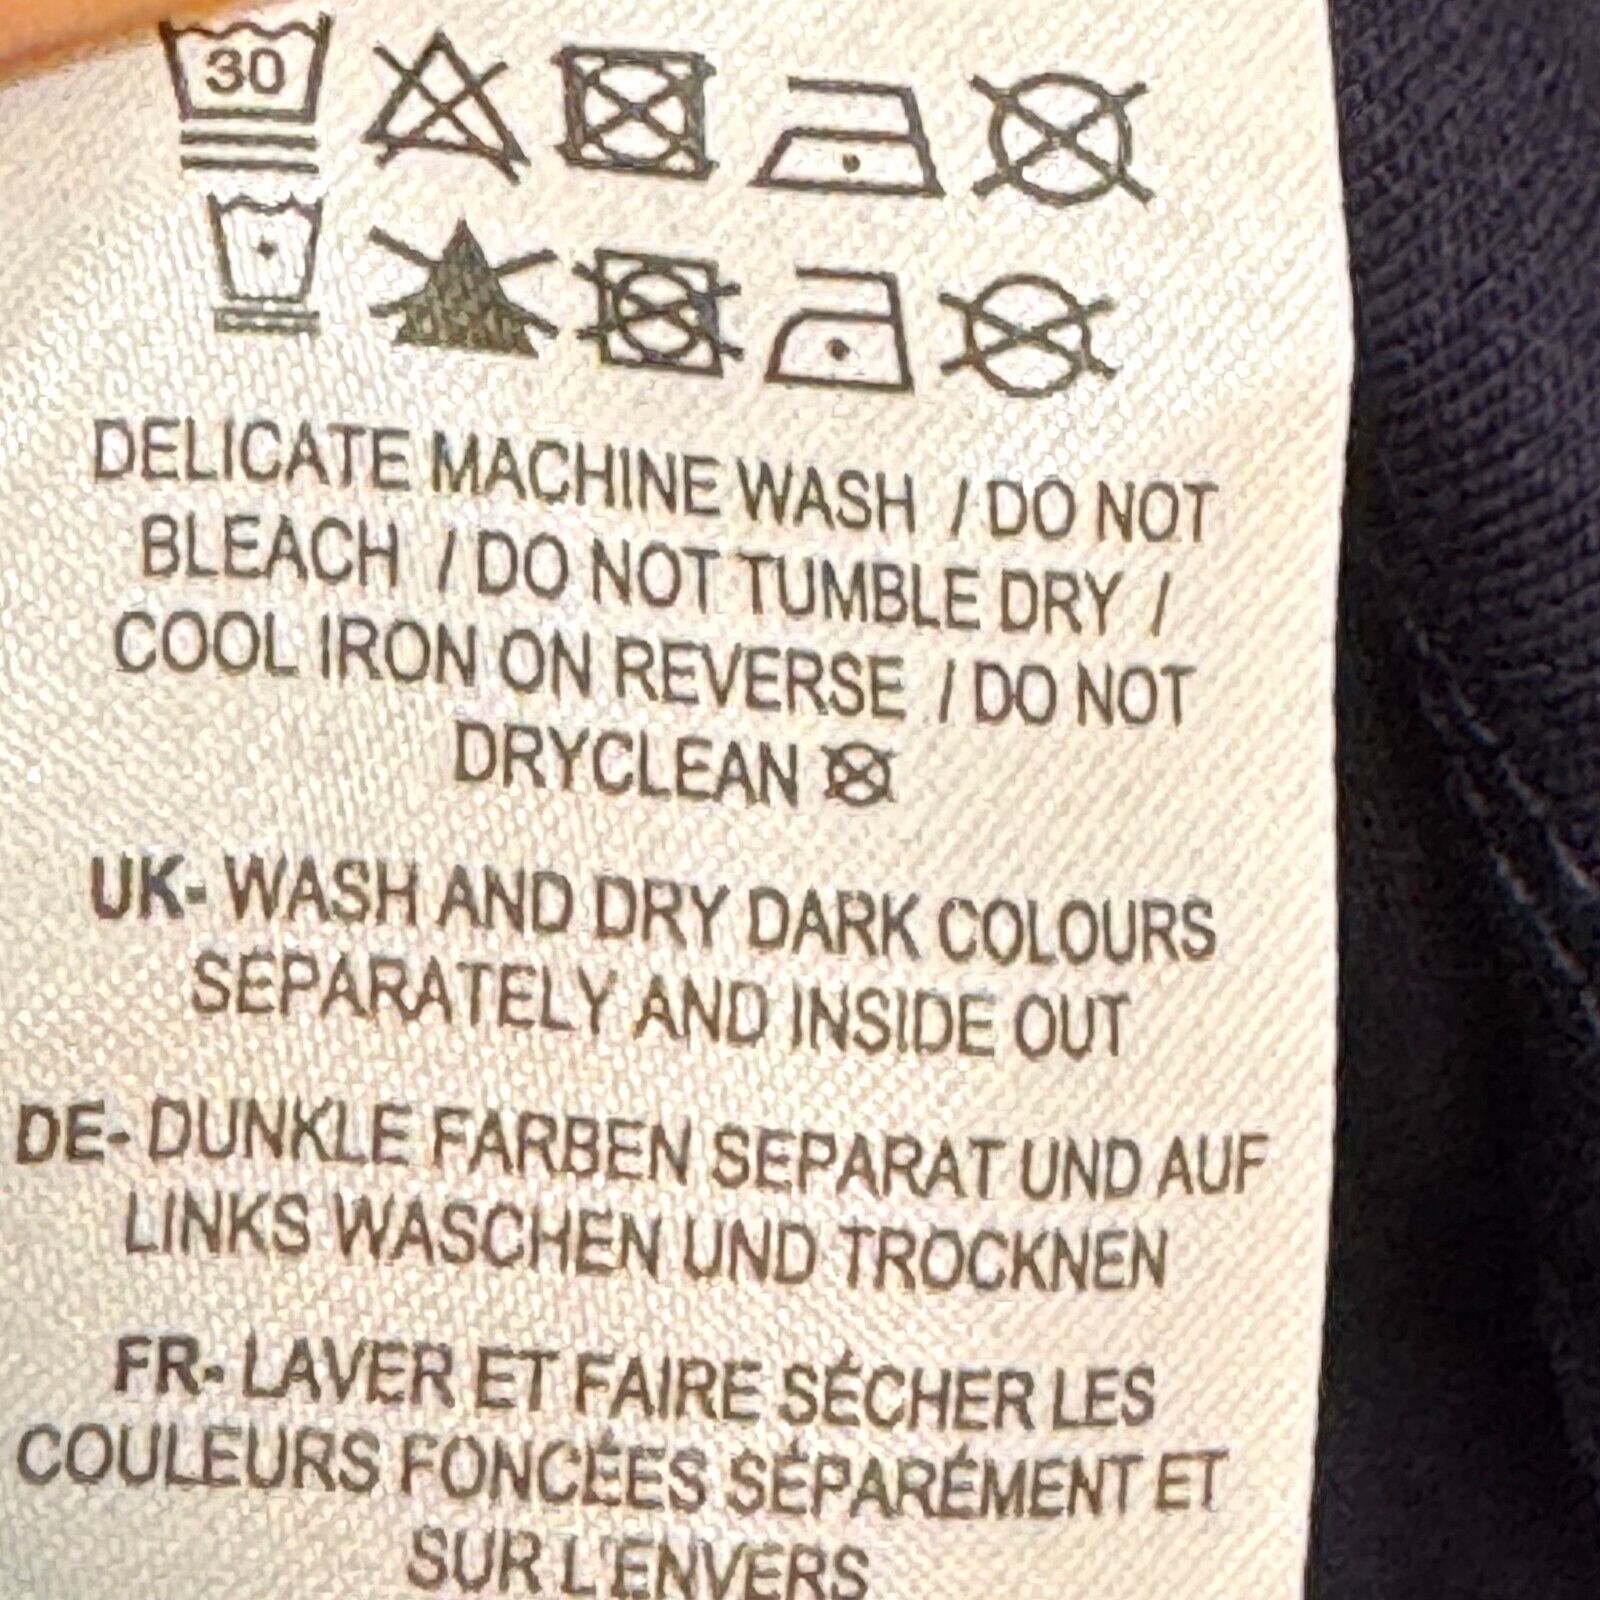 30
DELICATE MACHINE WASH / DO NOT
BLEACH / DO NOT TUMBLE DRY /
COOL IRON ON REVERSE / DO NOT
DRYCLEAN
UK- WASH AND DRY DARK COLOURS
SEPARATELY AND INSIDE OUT
DE- DUNKLE FARBEN SEPARAT UND AUF
LINKS WASCHEN UND TROCKNEN
FR- LAVER ET FAIRE SÉCHER LES
COULEURS FONCÉES SÉPARÉMENT ET
SUR L'ENVERS